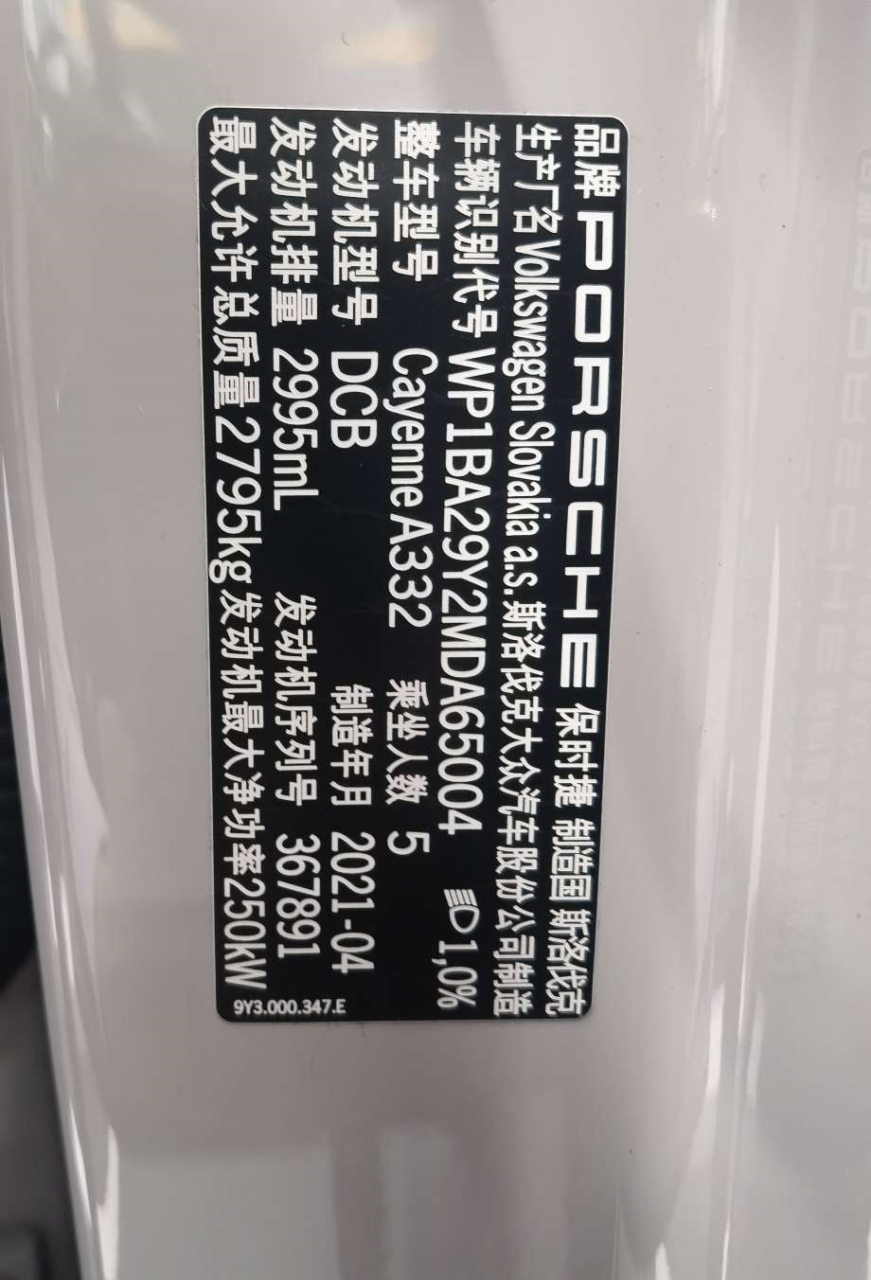 品牌 PORSCHE 保时捷 制造国 斯洛伐克
生产厂名 Volkswagen Slovakia a.s. 斯洛伐克大众汽车股份公司制造
车辆识别代号 WP1BA29Y2MDA65004 1,0%
整车型号 Cayenne A332 乘坐人数 5
发动机型号 DCB 制造年月 2021-04
发动机排量 2995mL 发动机序列号 367891
最大允许总质量 2795kg 发动机最大净功率 250kW
9Y3.000.347.E